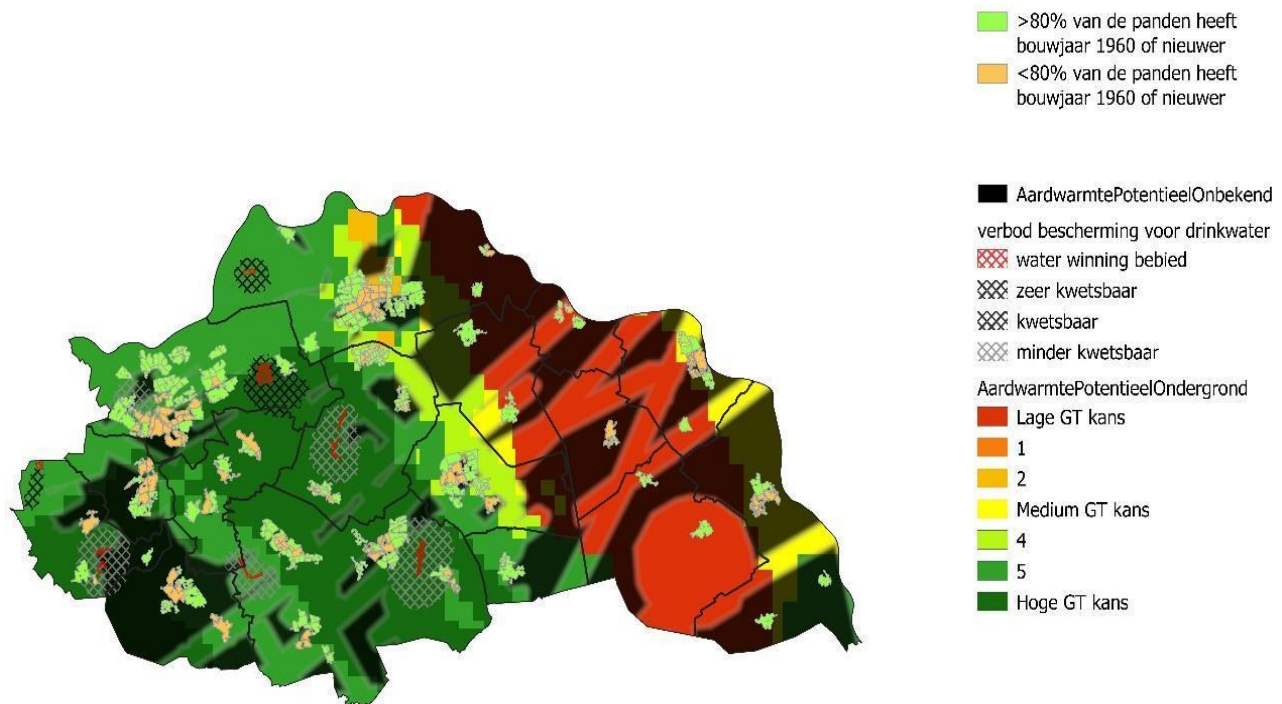 >80% van de panden heeft
bouwjaar 1960 of nieuwer
<80% van de panden heeft
bouwjaar 1960 of nieuwer
AardwarmtePotentieelOnbekend
verbod bescherming voor drinkwater
water winning bebied
zeer kwetsbaar
kwetsbaar
minder kwetsbaar
AardwarmtePotentieelOndergrond
Lage GT kans
1
2
Medium GT kans
4
5
Hoge GT kans